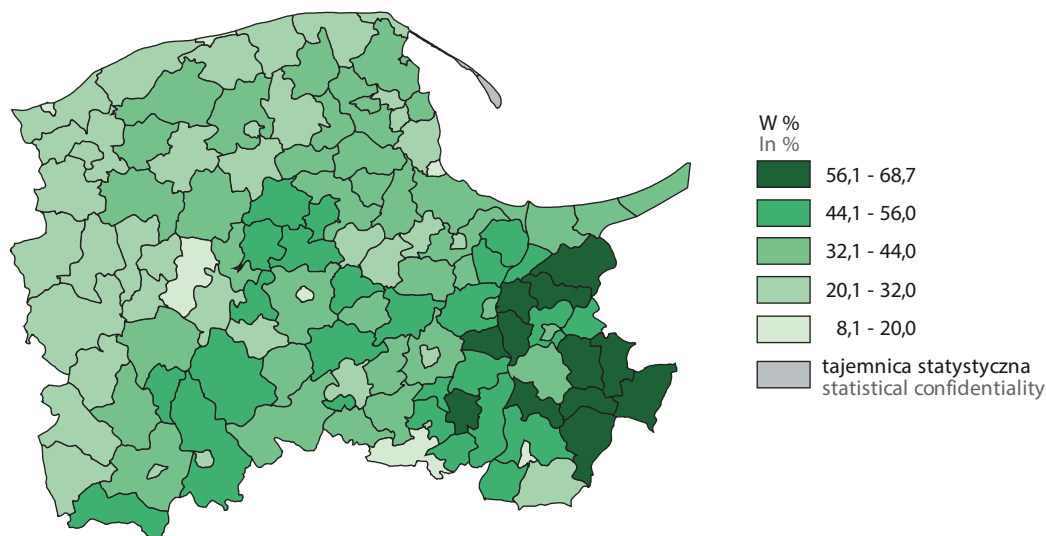 W %
In %
56,1 - 68,7
44,1 - 56,0
32,1 - 44,0
20,1 - 32,0
8,1 - 20,0
tajemnica statystyczna
statistical confidentiality